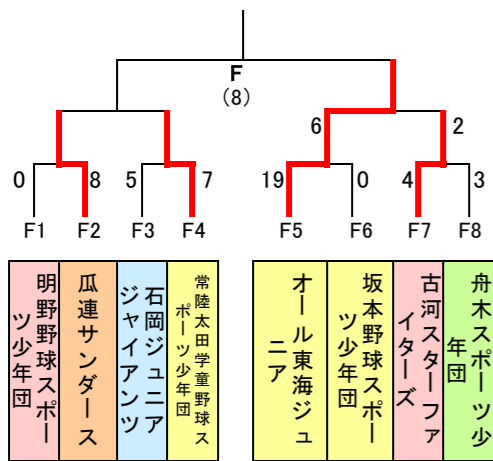 F
(8)
6
2
0
8
5
7
19
0
4
3
F1
F2
F3
F4
F5
F6
F7
F8
明野野球スポー
ツ少年団
瓜連サンダース
石岡ジュニア
ジャイアンツ
常陸太田学童野球ス
ポーツ少年団
オール東海ジュ
ニア
坂本野球スポー
ツ少年団
古河スターファ
イターズ
舟木スポーツ少
年団